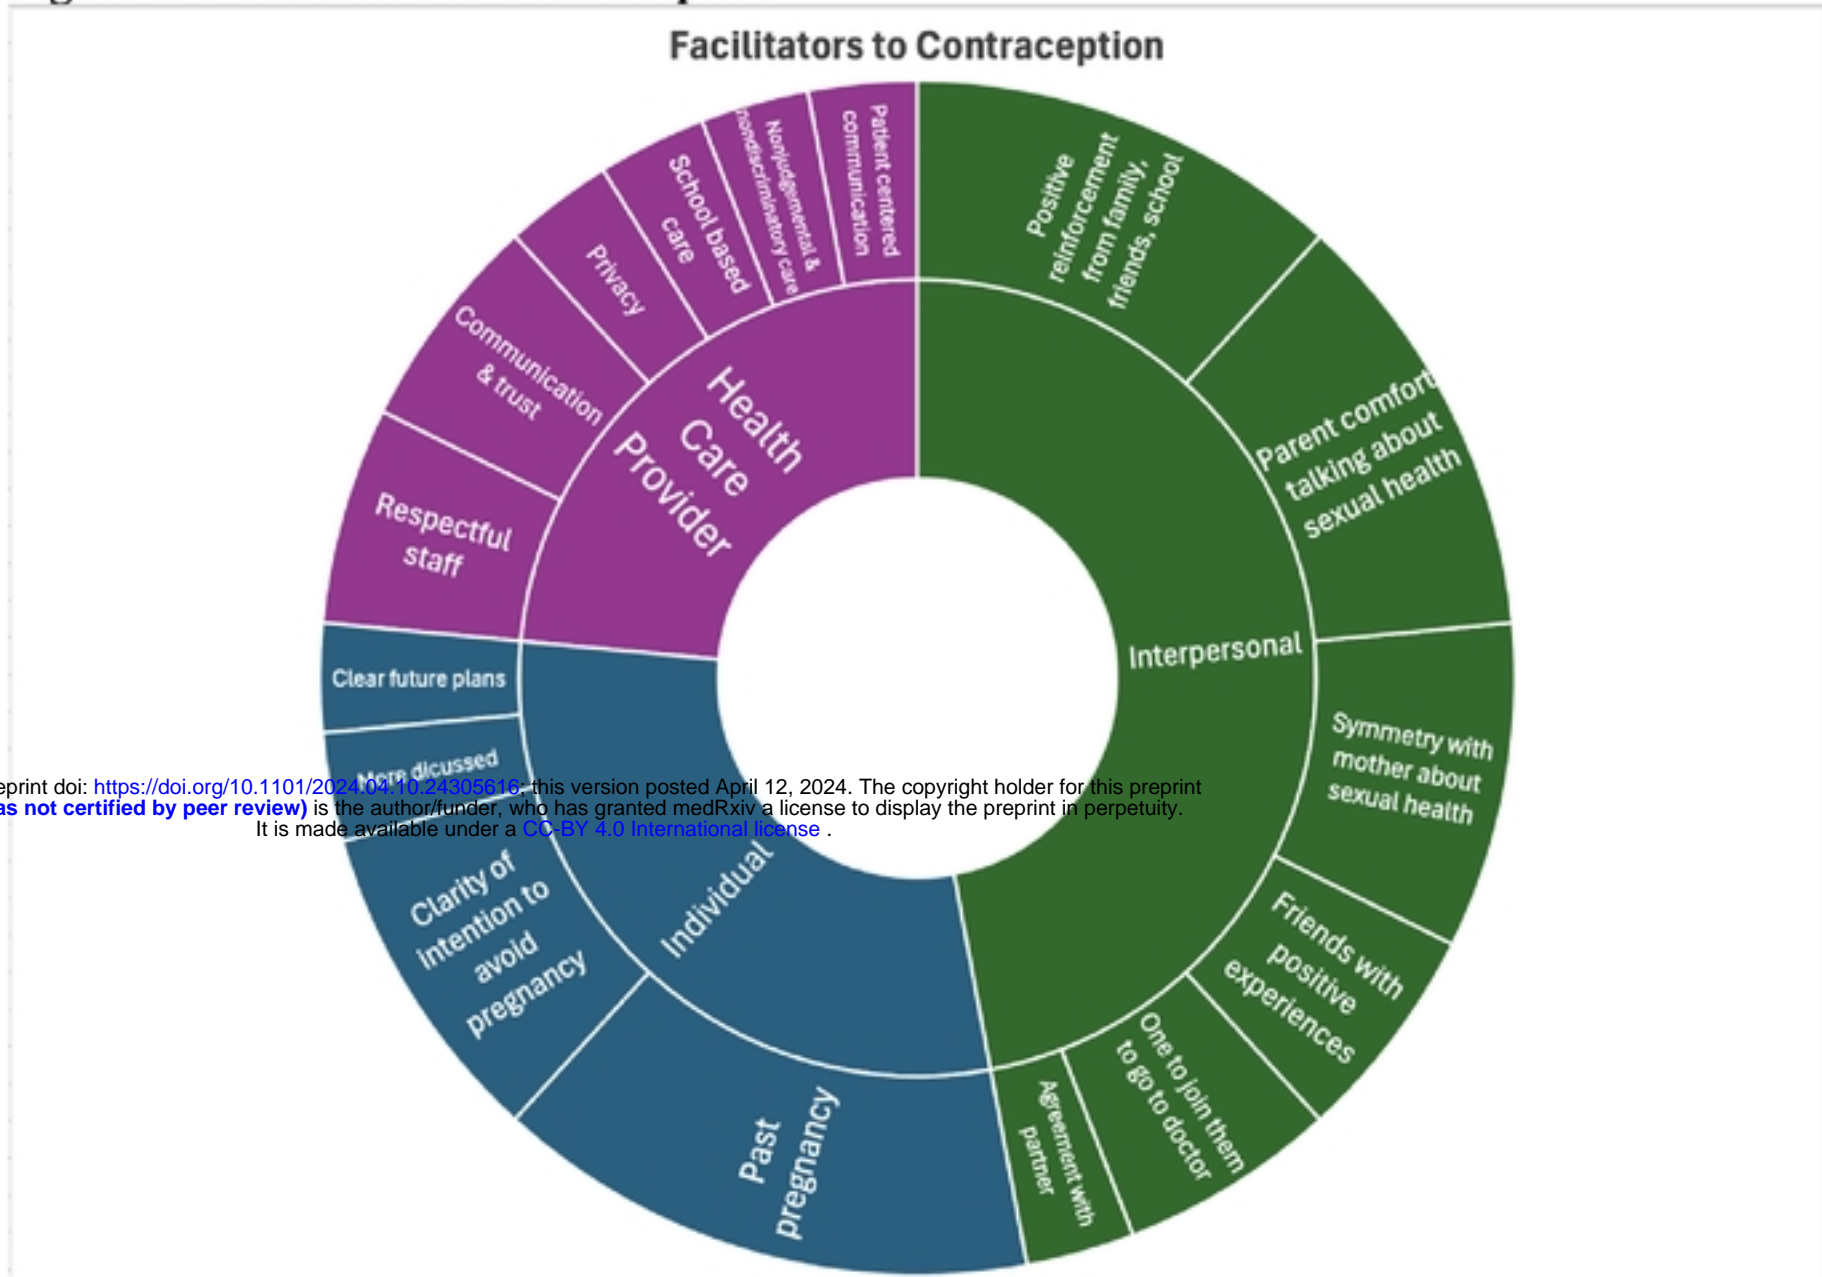 Facilitators to Contraception
Positive
reinforcement
from family,
friends, school
Parent comfort
talking about
sexual health
Symmetry with
mother about
sexual health
Friends with
positive
experiences
One to join them
to go to doctor
Agreement with
partner
Interpersonal
Past
pregnancy
Clarity of
intention to
avoid
pregnancy
More dicussed
Clear future plans
Individual
Respectful
staff
Communication
& trust
Privacy
School based
care
Nonjudgemental &
nondiscriminatory care
Patient centered
communication
Health
Care
Provider
eprint doi: https://doi.org/10.1101/2024.04.10.24305616; this version posted April 12, 2024. The copyright holder for this preprint
as not certified by peer review) is the author/funder, who has granted medRxiv a license to display the preprint in perpetuity.
It is made available under a CC-BY 4.0 International license .